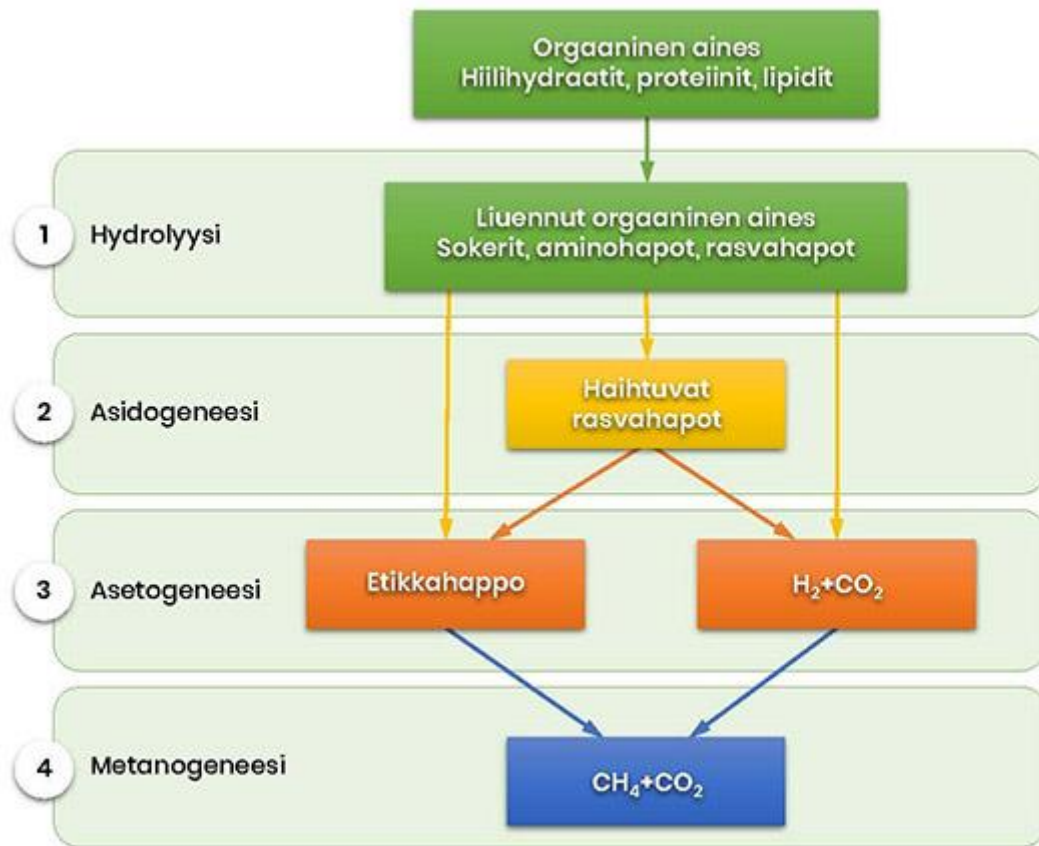 Orgaaninen aines
Hiilihydraatit, proteiinit, lipidit
1 Hydrolyysi
Liuennut orgaaninen aines
Sokerit, aminohapot, rasvahapot
2 Asidogeneesi
Haihtuvat
rasvahapot
3 Asetogeneesi
Etikkahappo
H₂+CO₂
4 Metanogeneesi
CH₄+CO₂